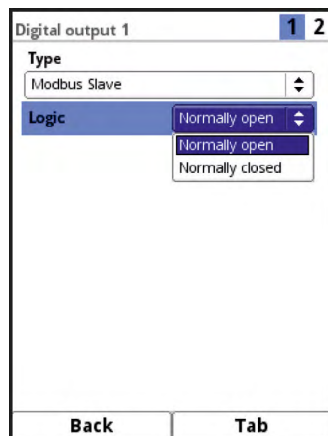 Digital output 1 1 2
Type
Modbus Slave
Logic Normally open
Normally open
Normally closed
Back Tab